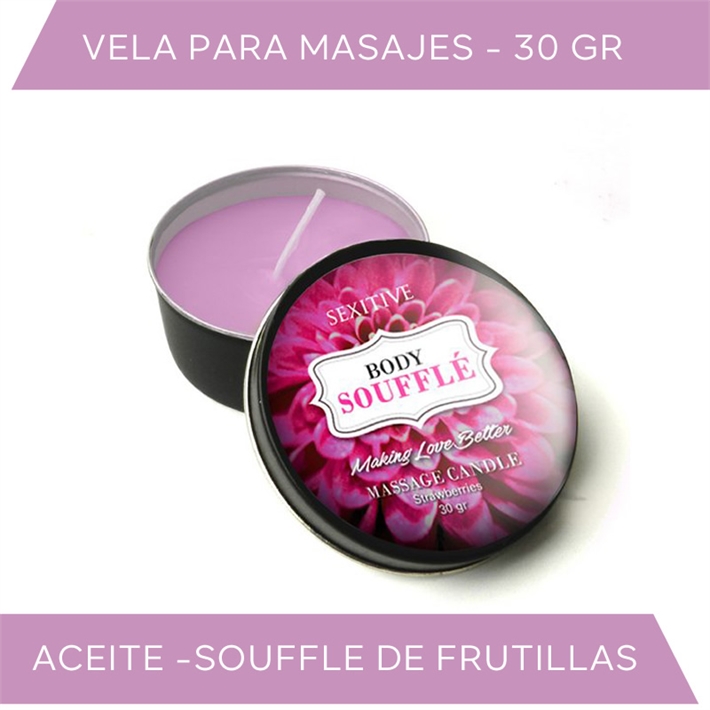 VELA PARA MASAJES - 30 GR
SEXITIVE
BODY
SOUFFLÉ
Making Love Better
MASSAGE CANDLE
Strawberries
30 gr
ACEITE -SOUFFLE DE FRUTILLAS